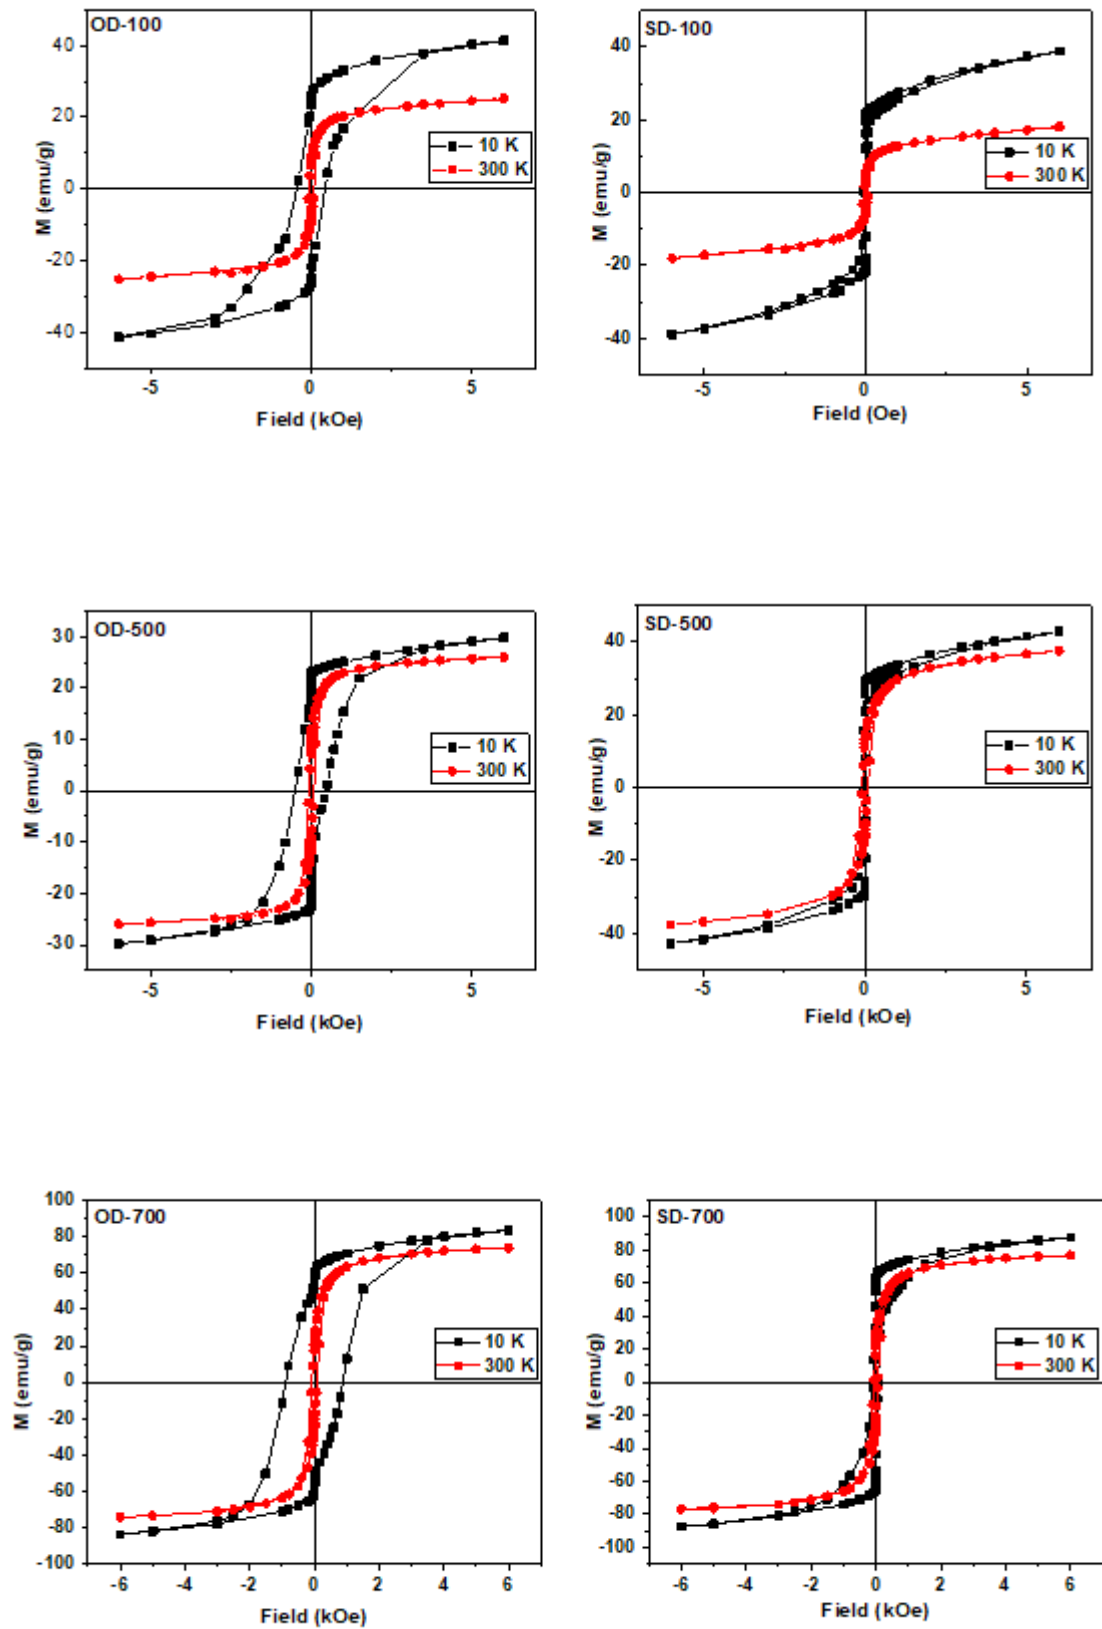 OD-100
40
20
0
-20
-40
M (emu/g)
10 K
300 K
-5
0
5
Field (kOe)
SD-100
40
20
0
-20
-40
M (emu/g)
10 K
300 K
-5
0
5
Field (Oe)
OD-500
30
20
10
0
-10
-20
-30
M (emu/g)
10 K
300 K
-5
0
5
Field (kOe)
SD-500
40
20
0
-20
-40
M (emu/g)
10 K
300 K
-5
0
5
Field (kOe)
OD-700
100
80
60
40
20
0
-20
-40
-60
-80
-100
M (emu/g)
10 K
300 K
-6
-4
-2
0
2
4
6
Field (kOe)
SD-700
100
80
60
40
20
0
-20
-40
-60
-80
-100
M (emu/g)
10 K
300 K
-6
-4
-2
0
2
4
6
Field (kOe)